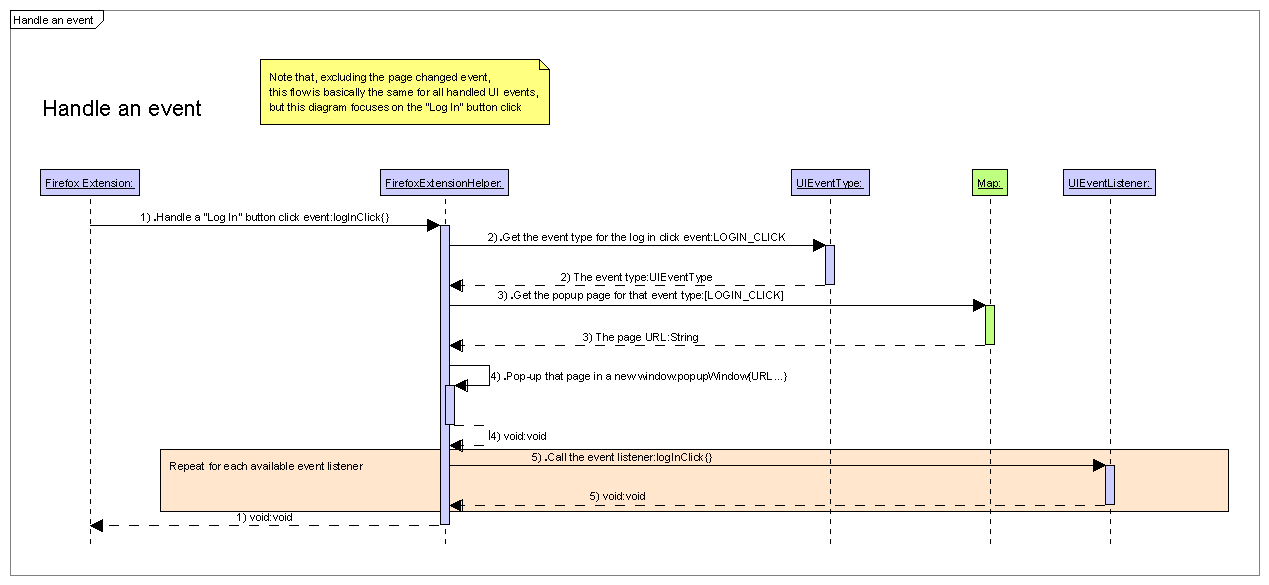 Handle an event
Note that, excluding the page changed event,
this flow is basically the same for all handled UI events,
but this diagram focuses on the "Log In" button click
Handle an event
Firefox Extension:
FirefoxExtensionHelper:
UIEventType:
Map:
UIEventListener:
1) .Handle a "Log In" button click event:logInClick{}
2) .Get the event type for the log in click event:LOGIN_CLICK
2) The event type:UIEventType
3) .Get the popup page for that event type:[LOGIN_CLICK]
3) The page URL:String
4) .Pop-up that page in a new window:popupWindow{URL...}
4) void:void
5) .Call the event listener:logInClick{}
Repeat for each available event listener
5) void:void
1) void:void